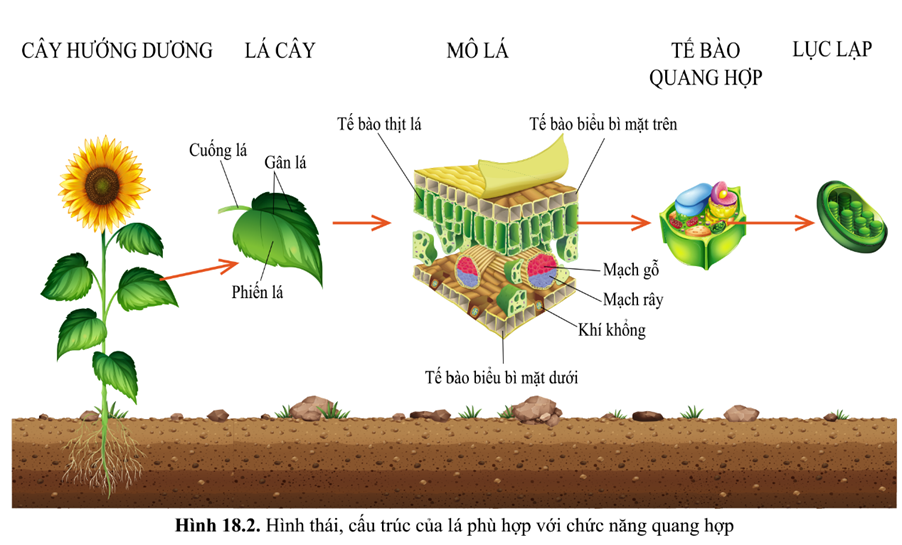 CÂY HƯỚNG DƯƠNG
LÁ CÂY
MÔ LÁ
TẾ BÀO
QUANG HỢP
LỤC LẠP
Tế bào thịt lá
Tế bào biểu bì mặt trên
Cuống lá
Gân lá
Phiến lá
Mạch gỗ
Mạch rây
Khí khổng
Tế bào biểu bì mặt dưới
Hình 18.2. Hình thái, cấu trúc của lá phù hợp với chức năng quang hợp